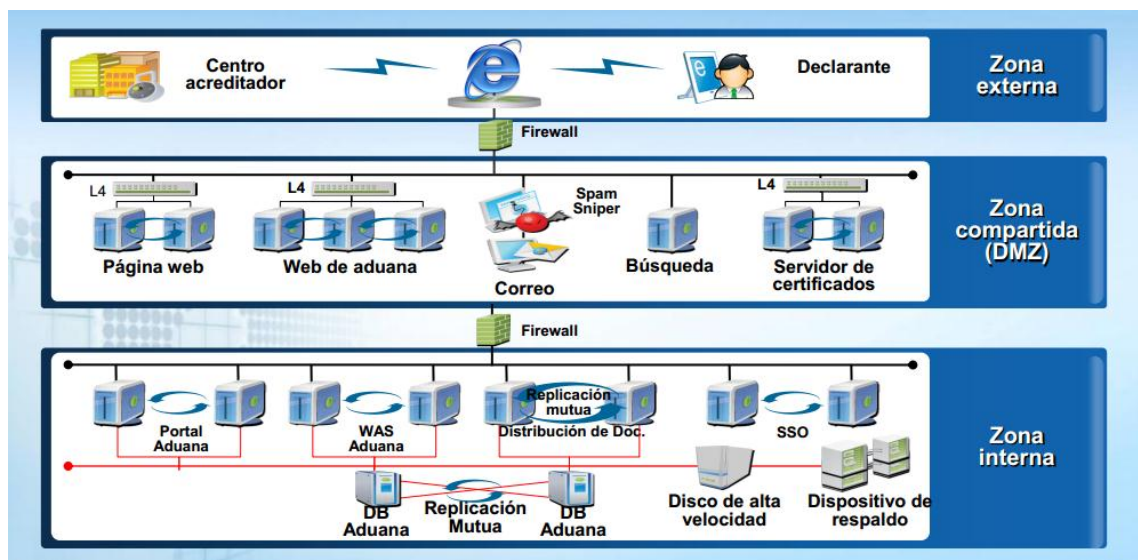 Centro
acreditador
Declarante
Zona
externa
Firewall
L4
L4
Spam
Sniper
L4
Página web
Web de aduana
Correo
Búsqueda
Servidor de
certificados
Zona
compartida
(DMZ)
Firewall
Portal
Aduana
WAS
Aduana
Replicación
mutua
Distribución de Doc.
SSO
Zona
interna
DB
Aduana
Replicación
Mutua
DB
Aduana
Disco de alta
velocidad
Dispositivo de
respaldo